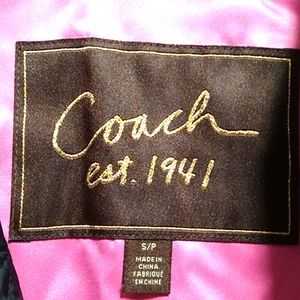 Coach
est. 1941
S/P
MADE IN
CHINA
FABRIQUÉ
EN CHINE